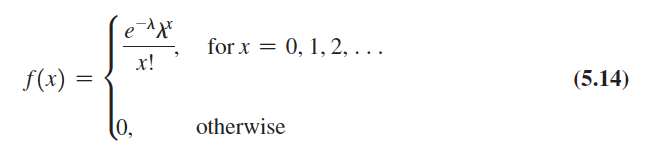 f(x) = { e^{-λ}λ^x / x!, for x = 0, 1, 2, . . .
0, otherwise
(5.14)